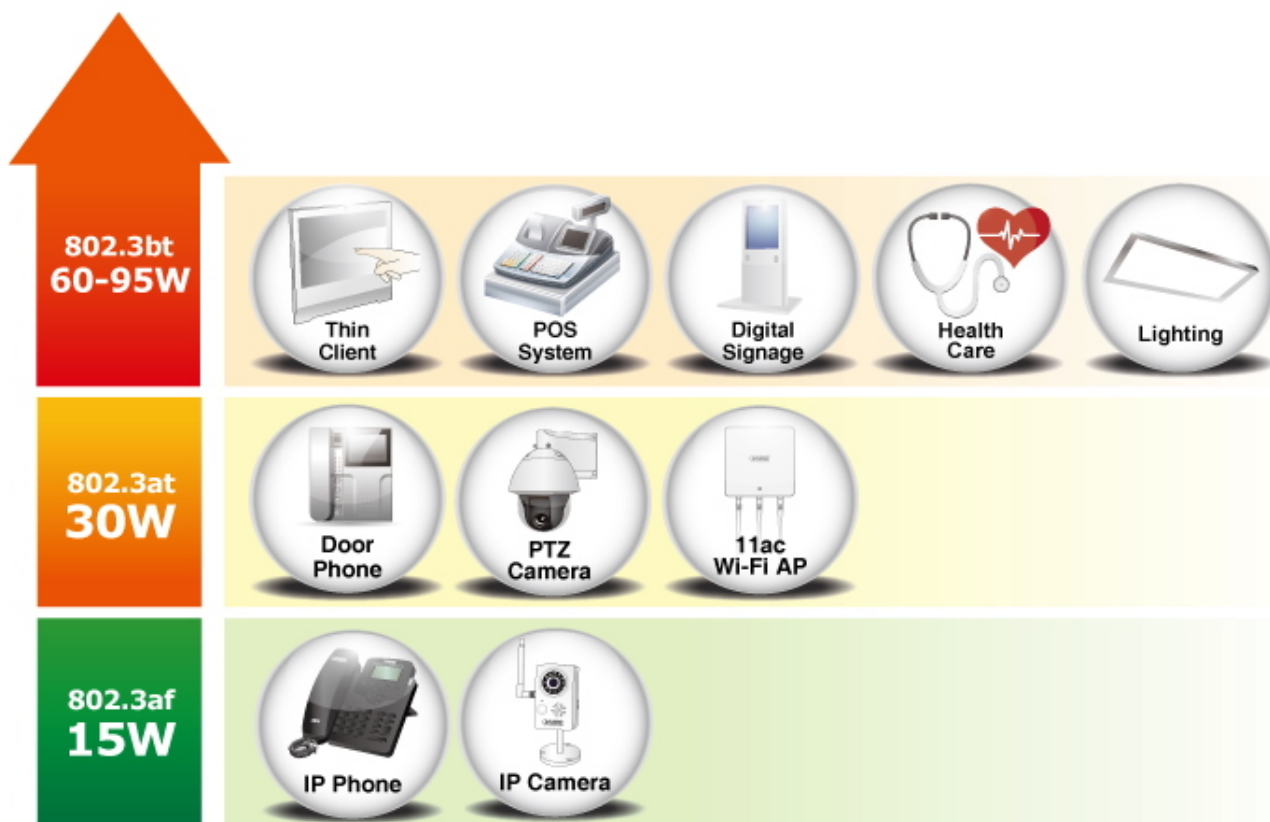 802.3bt
60-95W
Thin
Client
POS
System
Digital
Signage
Health
Care
Lighting
802.3at
30W
Door
Phone
PTZ
Camera
11ac
Wi-Fi AP
802.3af
15W
IP Phone
IP Camera